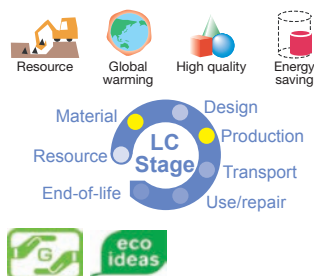 Resource
Global
warming
High quality
Energy
saving
Design
Material
Production
LC
Stage
Resource
Transport
End-of-life
Use/repair
G
eco
ideas